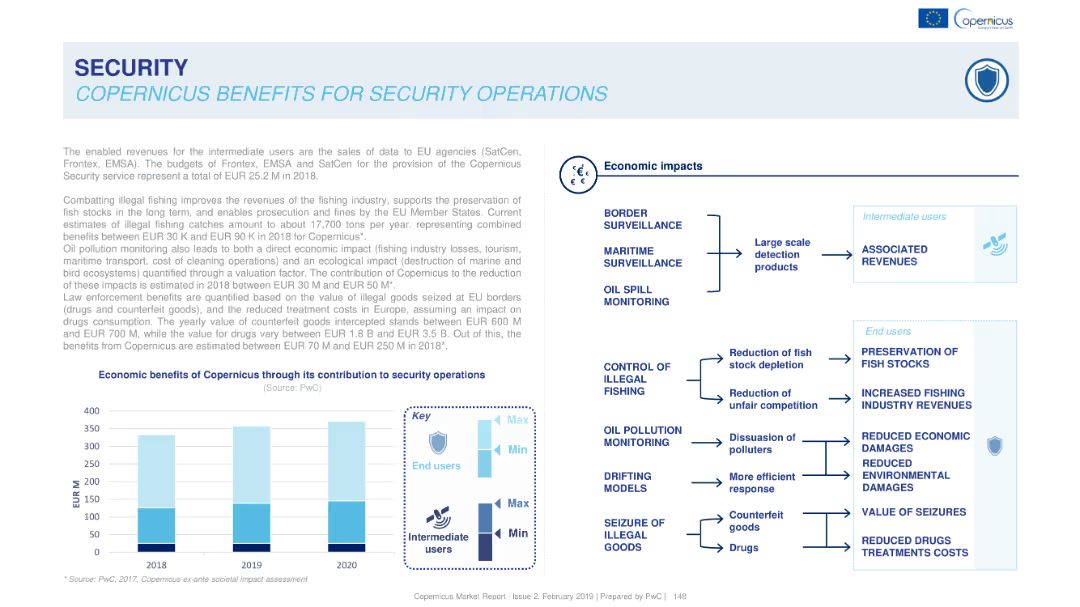 Copernicus
SECURITY
COPERNICUS BENEFITS FOR SECURITY OPERATIONS
The enabled revenues for the intermediate users are the sales of data to EU agencies (SatCen,
Frontex, EMSA). The budgets of Frontex, EMSA and SatCen for the provision of the Copernicus
Security service represent a total of EUR 25.2 M in 2018.
Combatting illegal fishing improves the revenues of the fishing industry, supports the preservation of
fish stocks in the long term, and enables prosecution and fines by the EU Member States. Current
estimates of illegal fishing catches amount to about 17,700 tons per year. representing combined
benefits between EUR 30 K and EUR 90 K in 2018 for Copernicus*.
Oil pollution monitoring also leads to both a direct economic impact (fishing industry losses, tourism,
maritime transport, cost of cleaning operations) and an ecological impact (destruction of marine and
bird ecosystems) quantified through a valuation factor. The contribution of Copernicus to the reduction
of these impacts is estimated in 2018 between EUR 30 M and EUR 50 M*.
Law enforcement benefits are quantified based on the value of illegal goods seized at EU borders
(drugs and counterfeit goods), and the reduced treatment costs in Europe, assuming an impact on
drugs consumption. The yearly value of counterfeit goods intercepted stands between EUR 600 M
and EUR 700 M, while the value for drugs vary between EUR 1.8 B and EUR 3.5 B. Out of this, the
benefits from Copernicus are estimated between EUR 70 M and EUR 250 M in 2018*.
Economic benefits of Copernicus through its contribution to security operations
(Source: PwC)
EUR M
400
350
300
250
200
150
100
50
0
2018
2019
2020
Key
End users
Max
Min
Intermediate
users
Max
Min
* Source: PwC, 2017, Copernicus ex-ante societal impact assessment
Economic impacts
BORDER
SURVEILLANCE
MARITIME
SURVEILLANCE
OIL SPILL
MONITORING
Large scale
detection
products
Intermediate users
ASSOCIATED
REVENUES
End users
CONTROL OF
ILLEGAL
FISHING
Reduction of fish
stock depletion
PRESERVATION OF
FISH STOCKS
Reduction of
unfair competition
INCREASED FISHING
INDUSTRY REVENUES
OIL POLLUTION
MONITORING
Dissuasion of
polluters
REDUCED ECONOMIC
DAMAGES
DRIFTING
MODELS
More efficient
response
REDUCED
ENVIRONMENTAL
DAMAGES
SEIZURE OF
ILLEGAL
GOODS
Counterfeit
goods
VALUE OF SEIZURES
Drugs
REDUCED DRUGS
TREATMENTS COSTS
Copernicus Market Report | Issue 2, February 2019 | Prepared by PwC | 148